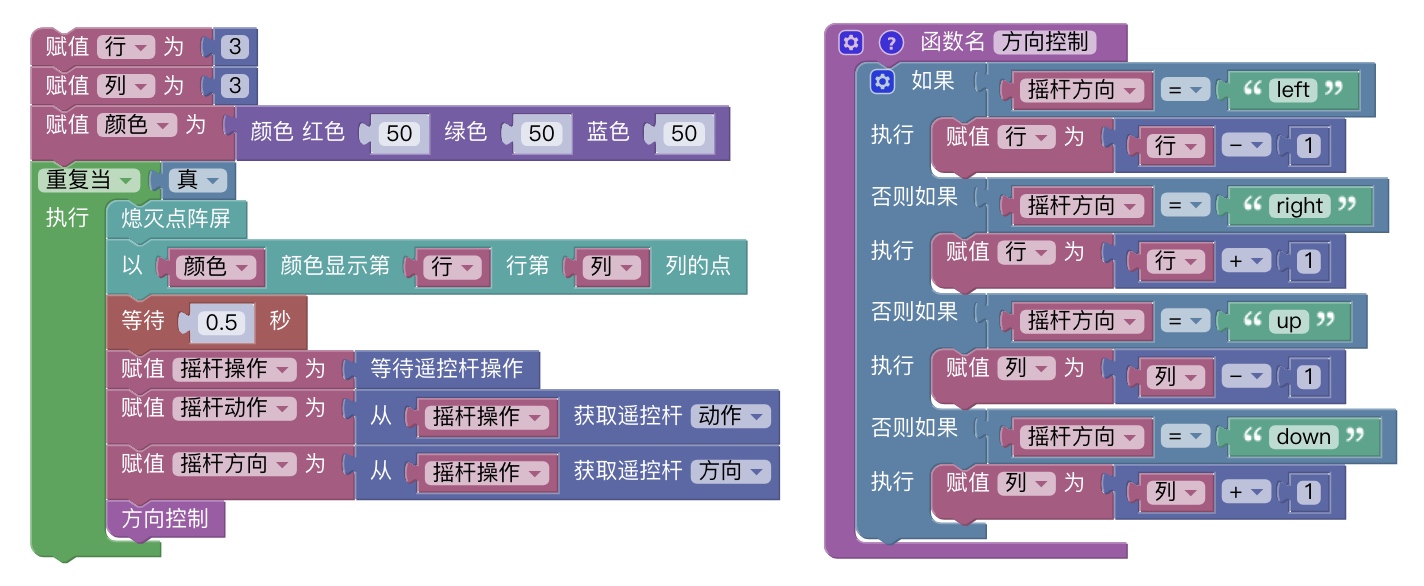 赋值 行 为 3
赋值 列 为 3
赋值 颜色 为 颜色 红色 50 绿色 50 蓝色 50
重复当 真
执行 熄灭点阵屏
以 颜色 颜色显示第 行 行第 列 列的点
等待 0.5 秒
赋值 摇杆操作 为 等待遥控杆操作
赋值 摇杆动作 为 从 摇杆操作 获取遥控杆 动作
赋值 摇杆方向 为 从 摇杆操作 获取遥控杆 方向
方向控制
? 函数名 方向控制
如果 摇杆方向 = “ left ”
执行 赋值 行 为 行 - 1
否则如果 摇杆方向 = “ right ”
执行 赋值 行 为 行 + 1
否则如果 摇杆方向 = “ up ”
执行 赋值 列 为 列 - 1
否则如果 摇杆方向 = “ down ”
执行 赋值 列 为 列 + 1